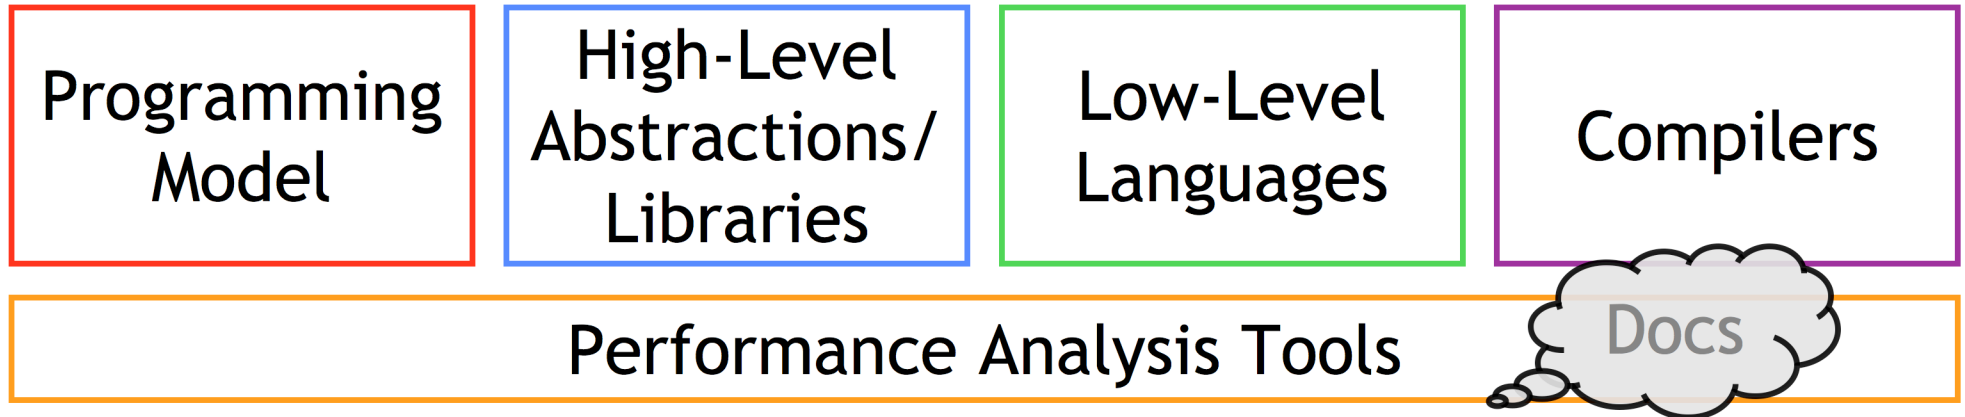 Programming
Model
High-Level
Abstractions/
Libraries
Low-Level
Languages
Compilers
Performance Analysis Tools
Docs